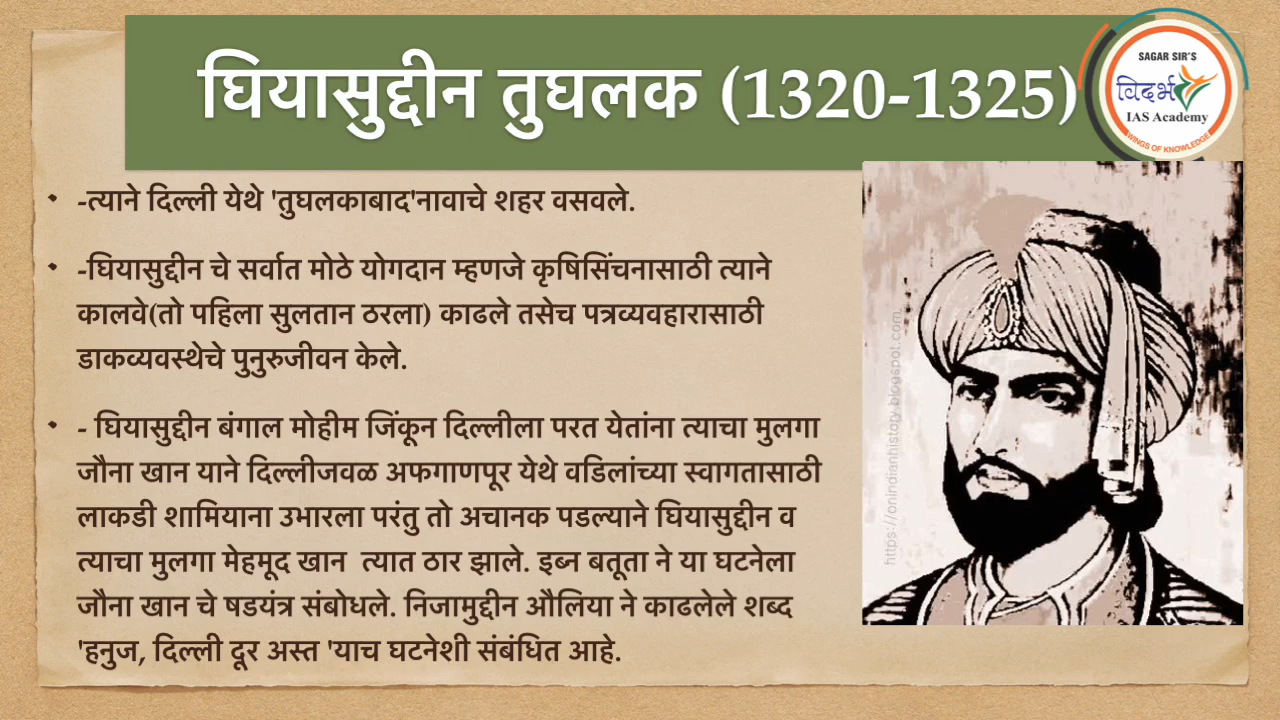 घियासुद्दीन तुघलक (1320-1325)
SAGAR SIR'S
विदर्भ
IAS Academy
WINGS OF KNOWLEDGE
• -त्याने दिल्ली येथे 'तुघलकाबाद'नावाचे शहर वसवले.
• -घियासुद्दीन चे सर्वात मोठे योगदान म्हणजे कृषिसिंचनासाठी त्याने
कालवे(तो पहिला सुलतान ठरला) काढले तसेच पत्रव्यवहारासाठी
डाकव्यवस्थेचे पुनुरुजीवन केले.
• - घियासुद्दीन बंगाल मोहीम जिंकून दिल्लीला परत येतांना त्याचा मुलगा
जौना खान याने दिल्लीजवळ अफगाणपूर येथे वडिलांच्या स्वागतासाठी
लाकडी शामियाना उभारला परंतु तो अचानक पडल्याने घियासुद्दीन व
त्याचा मुलगा मेहमूद खान त्यात ठार झाले. इब्न बतूता ने या घटनेला
जौना खान चे षडयंत्र संबोधले. निजामुद्दीन औलिया ने काढलेले शब्द
'हनुज, दिल्ली दूर अस्त 'याच घटनेशी संबंधित आहे.
https://onindianhistory.blogspot.com